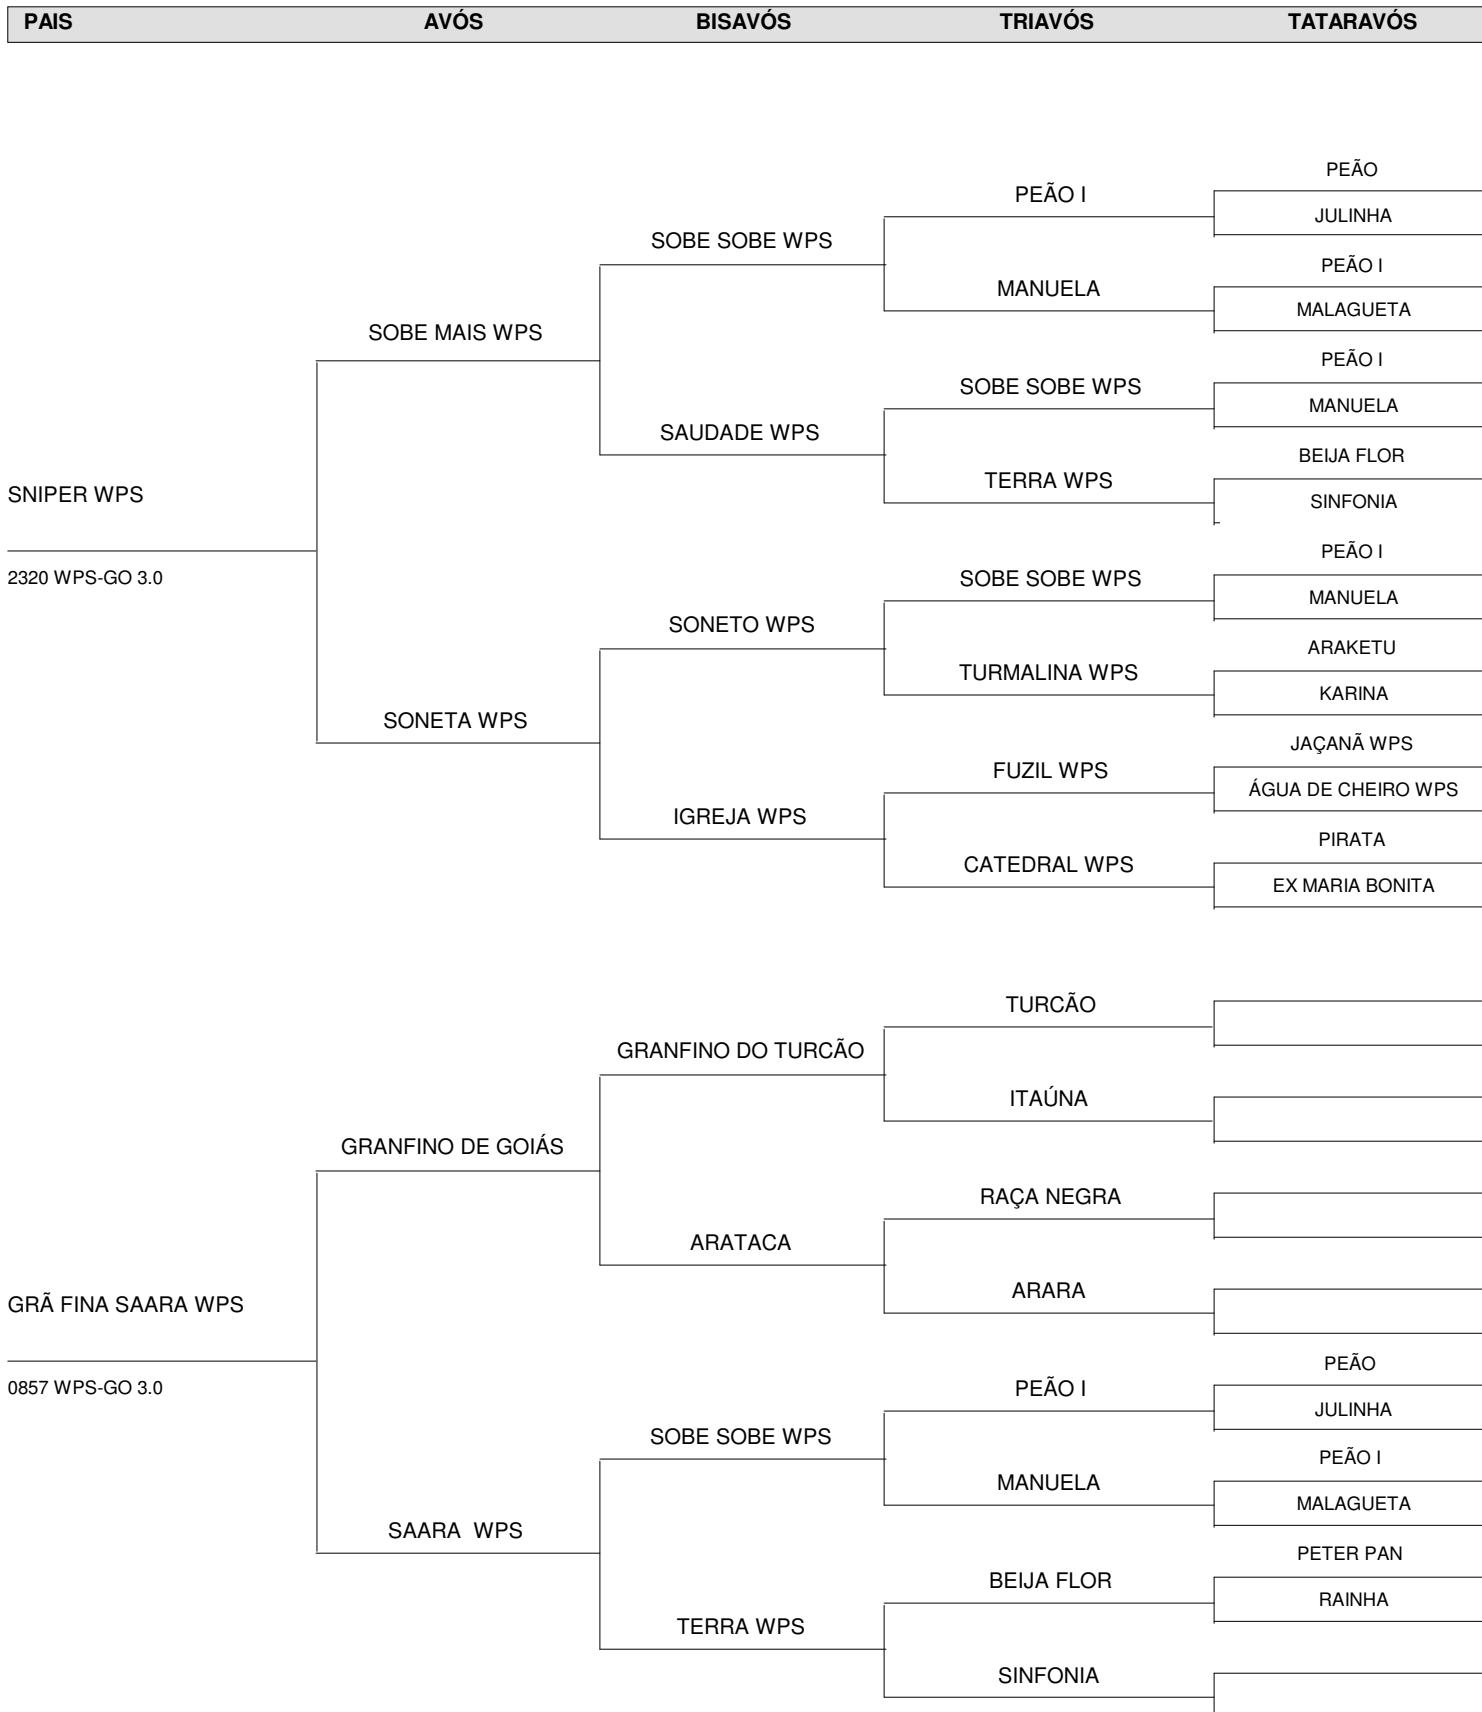 PAIS AVÓS BISAVÓS TRIAVÓS TATARAVÓS
PEÃO
PEÃO I
JULINHA
SOBE SOBE WPS
PEÃO I
MANUELA
MALAGUETA
SOBE MAIS WPS
PEÃO I
SOBE SOBE WPS
MANUELA
SAUDADE WPS
BEIJA FLOR
TERRA WPS
SINFONIA
SNIPER WPS
PEÃO I
2320 WPS-GO 3.0
SOBE SOBE WPS
MANUELA
SONETO WPS
ARAKETU
TURMALINA WPS
KARINA
SONETA WPS
JAÇANÃ WPS
FUZIL WPS
ÁGUA DE CHEIRO WPS
IGREJA WPS
PIRATA
CATEDRAL WPS
EX MARIA BONITA
TURCÃO
GRANFINO DO TURCÃO
ITAÚNA
GRANFINO DE GOIÁS
RAÇA NEGRA
ARATACA
ARARA
GRÃ FINA SAARA WPS
PEÃO
0857 WPS-GO 3.0
PEÃO I
JULINHA
SOBE SOBE WPS
PEÃO I
MANUELA
MALAGUETA
SAARA WPS
PETER PAN
BEIJA FLOR
RAINHA
TERRA WPS
SINFONIA